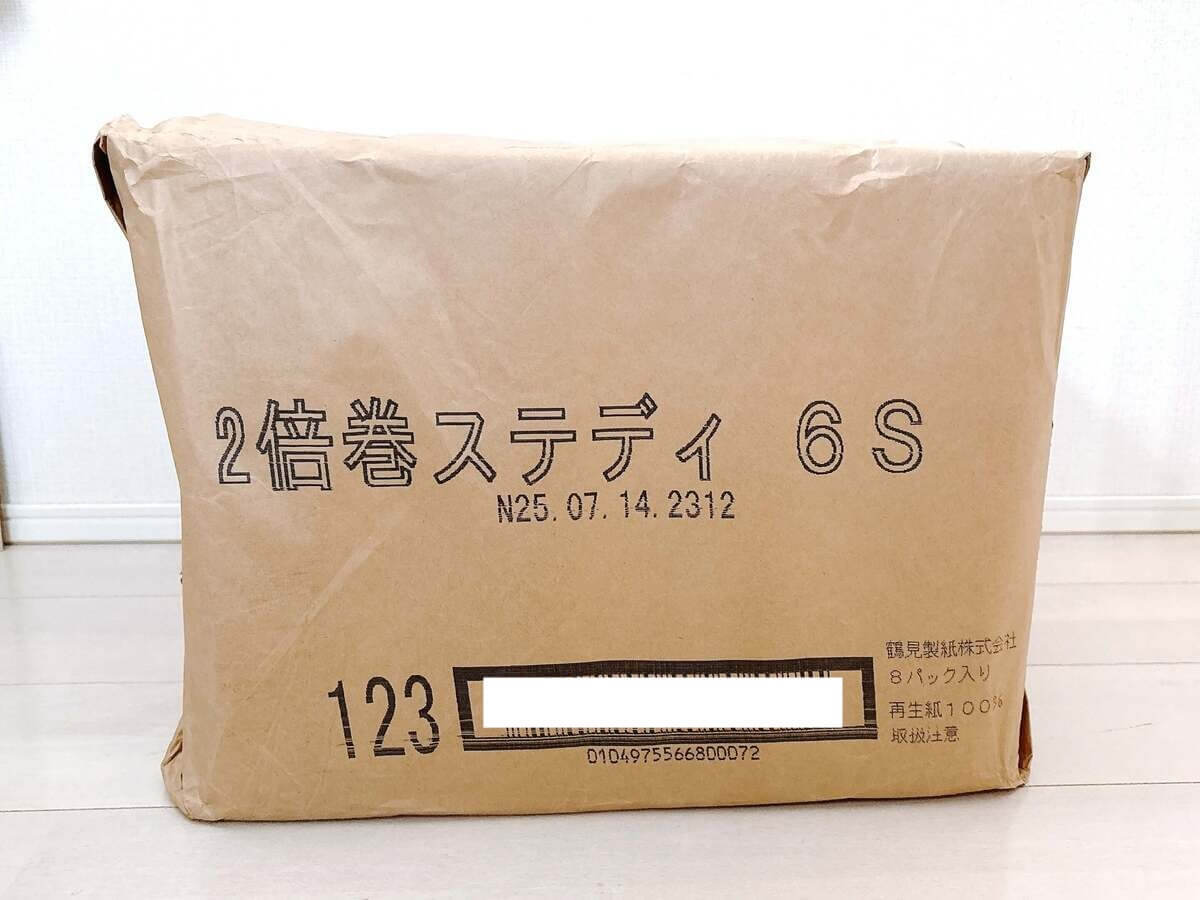 2倍巻ステディ 6S
N25.07.14.2312
123
0104975566800072
鶴見製紙株式会社
8パック入り
再生紙100%
取扱注意